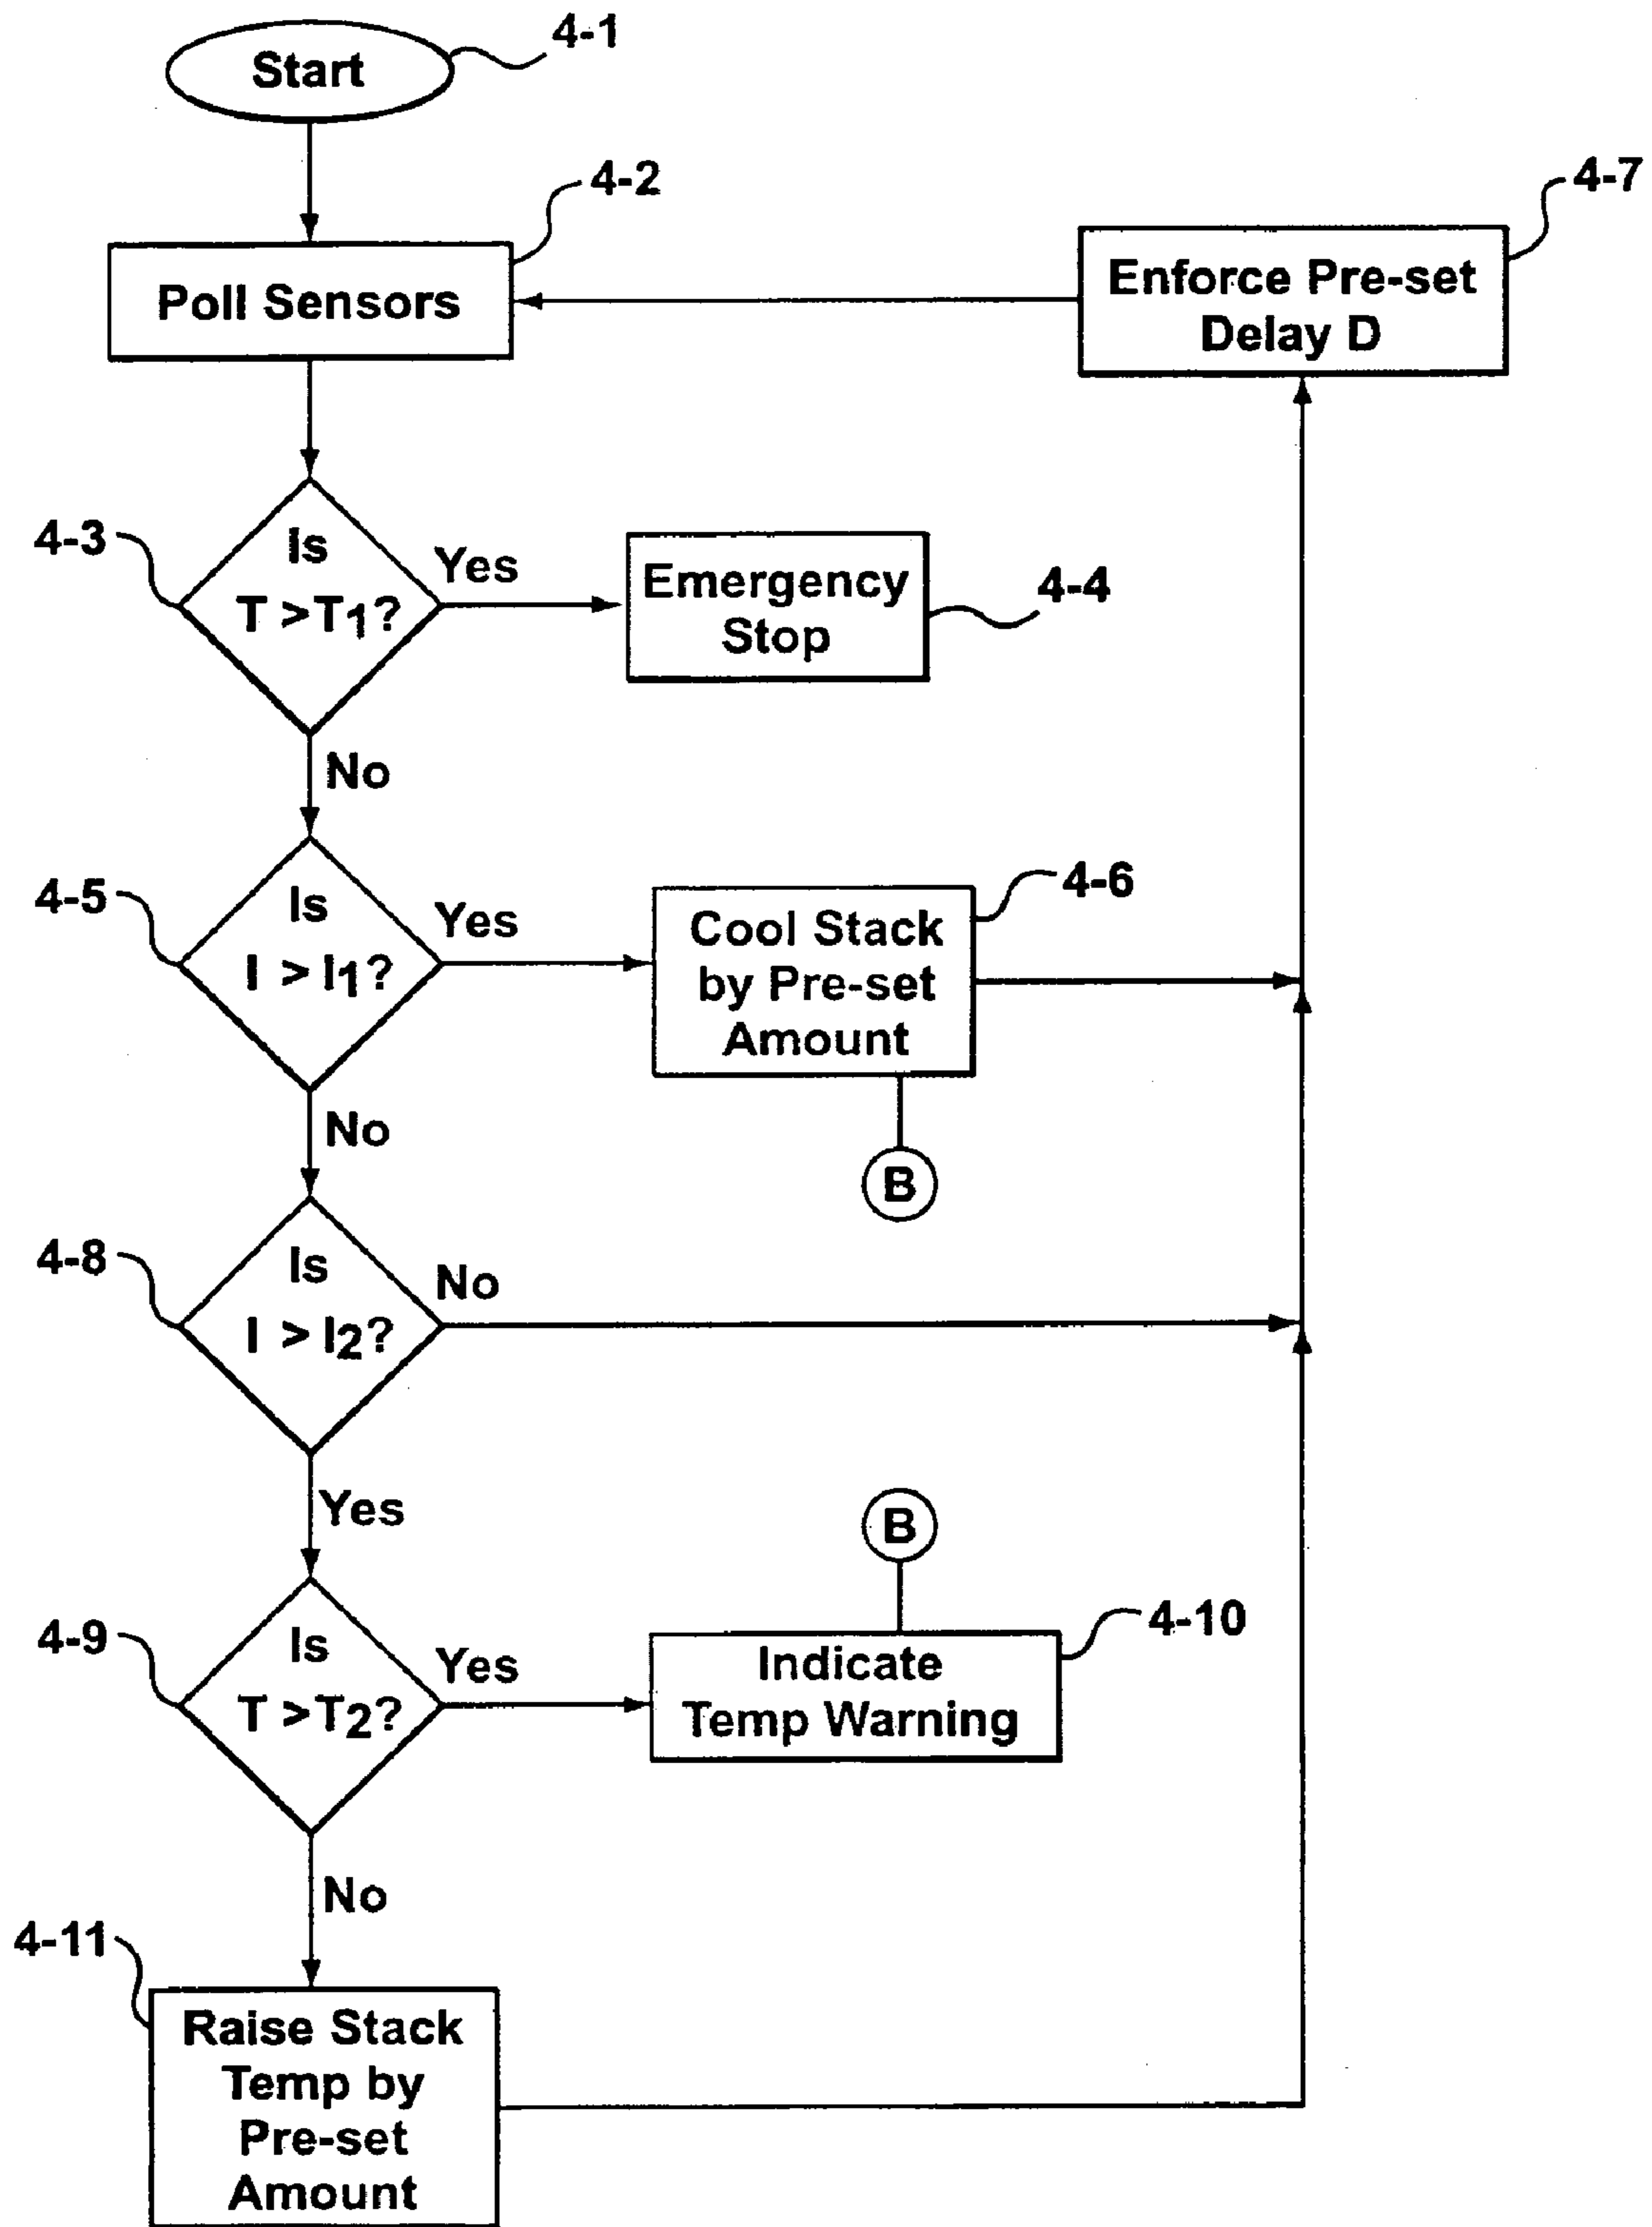 4-1
Start
4-2
4-7
Poll Sensors
Enforce Pre-set
Delay D
4-3
Is
T >T1?
Yes
Emergency
Stop
4-4
No
4-5
Is
I > I1?
Yes
4-6
Cool Stack
by Pre-set
Amount
No
B
4-8
Is
I > I2?
No
Yes
B
4-9
Is
T >T2?
Yes
4-10
Indicate
Temp Warning
No
4-11
Raise Stack
Temp by
Pre-set
Amount